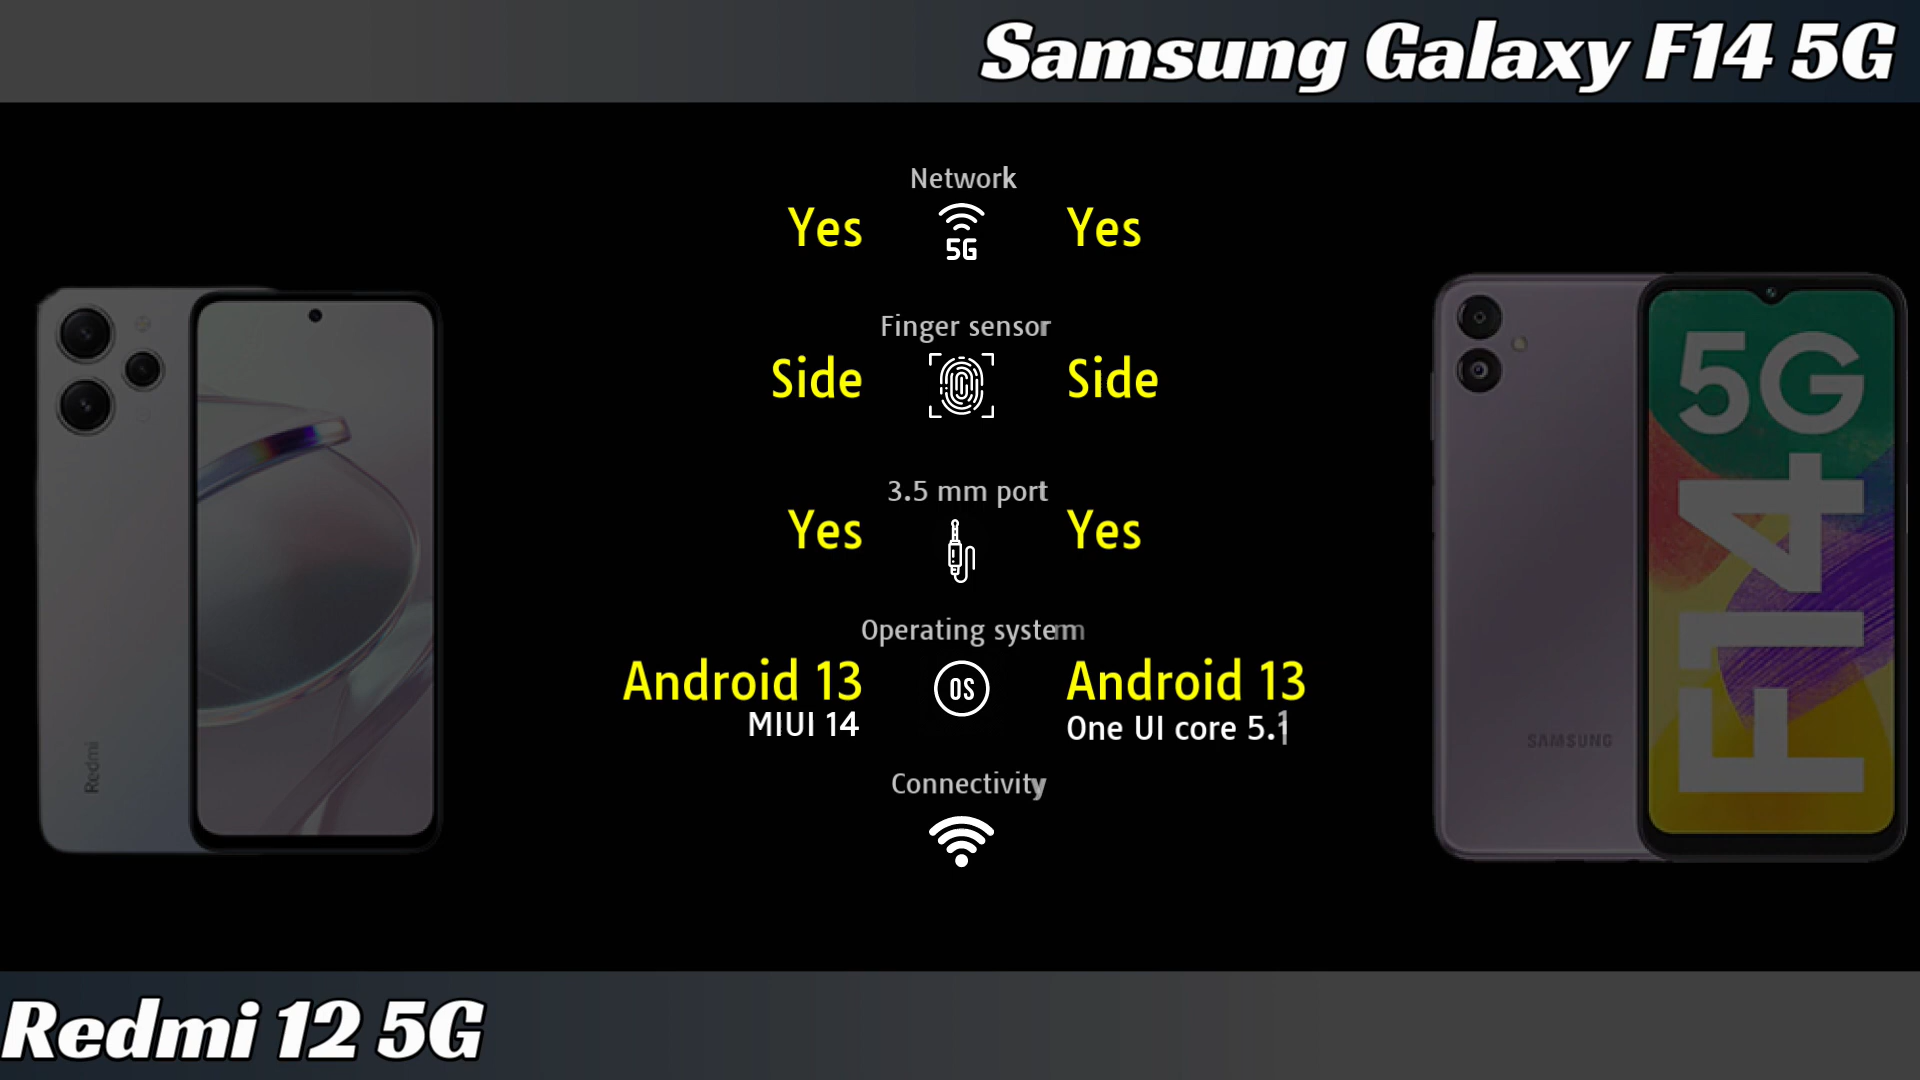 Samsung Galaxy F14 5G
Network
Yes 5G Yes
Finger sensor
Side Side
3.5 mm port
Yes Yes
Operating system
Android 13 OS Android 13
MIUI 14 One UI core 5.1
Connectivity
Redmi
5G
F14
SAMSUNG
Redmi 12 5G